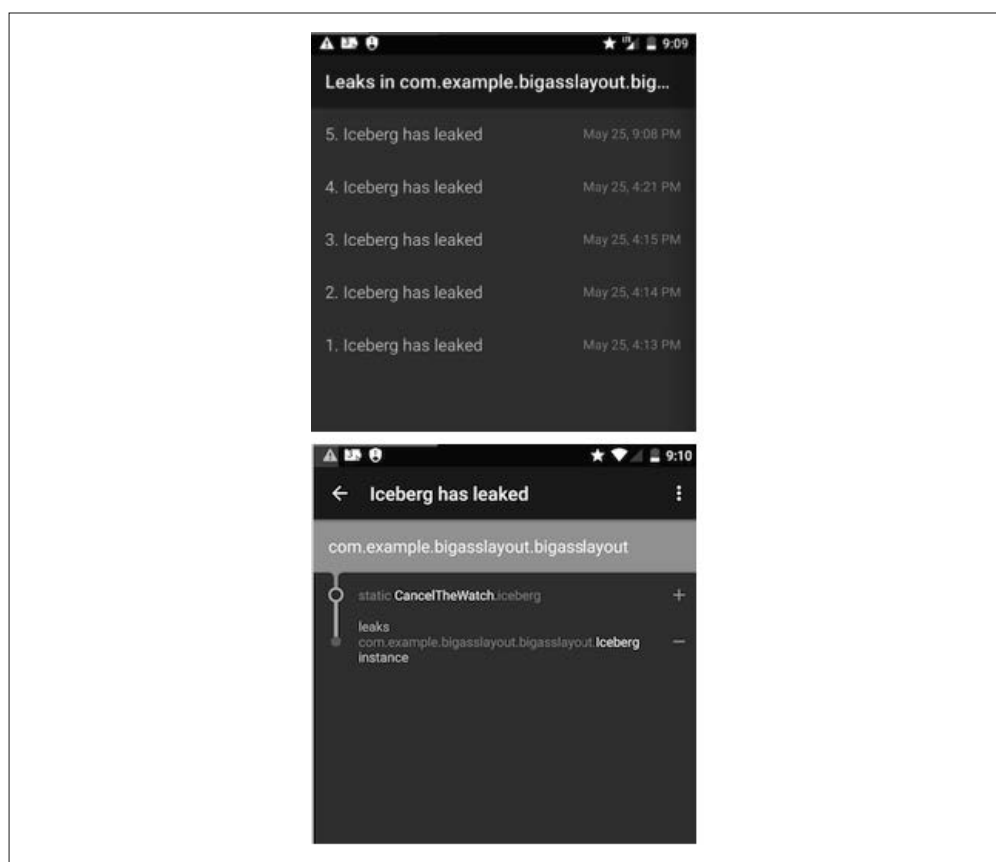 9:09
Leaks in com.example.bigasslayout.big...
5. Iceberg has leaked May 25, 9:08 PM
4. Iceberg has leaked May 25, 4:21 PM
3. Iceberg has leaked May 25, 4:15 PM
2. Iceberg has leaked May 25, 4:14 PM
1. Iceberg has leaked May 25, 4:13 PM
9:10
Iceberg has leaked
com.example.bigasslayout.bigasslayout
static CancelTheWatch.iceberg +
leaks
com.example.bigasslayout.bigasslayout.Iceberg −
instance